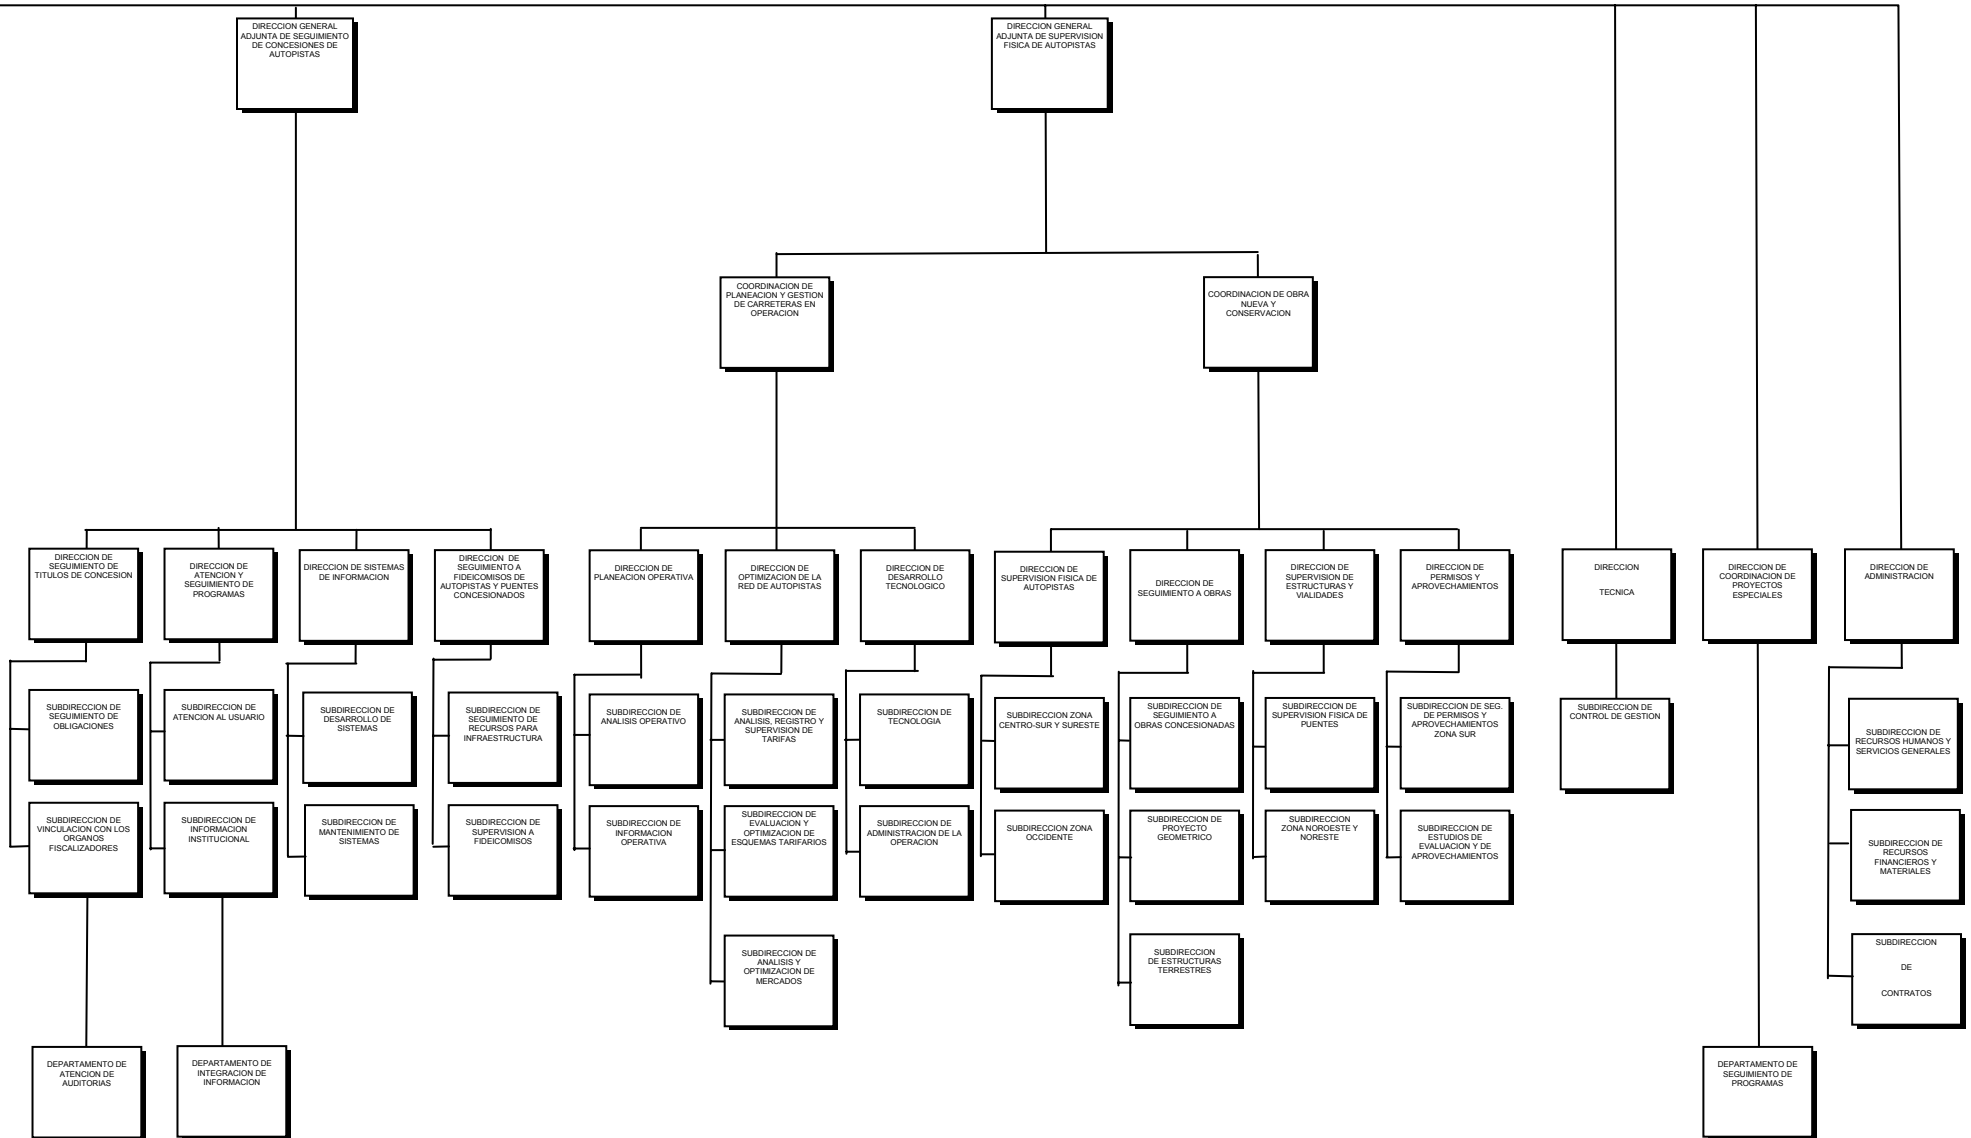 DIRECCION GENERAL
ADJUNTA DE SEGUIMIENTO
DE CONCESIONES DE
AUTOPISTAS
DIRECCION GENERAL
ADJUNTA DE SUPERVISION
FISICA DE AUTOPISTAS
COORDINACION DE
PLANEACION Y GESTION
DE CARRETERAS EN
OPERACION
COORDINACION DE OBRA
NUEVA Y
CONSERVACION
DIRECCION DE
SEGUIMIENTO DE
TITULOS DE CONCESION
DIRECCION DE
ATENCION Y
SEGUIMIENTO DE
PROGRAMAS
DIRECCION DE SISTEMAS
DE INFORMACION
DIRECCION DE
SEGUIMIENTO A
FIDEICOMISOS DE
AUTOPISTAS Y PUENTES
CONCESIONADOS
DIRECCION DE
PLANEACION OPERATIVA
DIRECCION DE
OPTIMIZACION DE LA
RED DE AUTOPISTAS
DIRECCION DE
DESARROLLO
TECNOLOGICO
DIRECCION DE
SUPERVISION FISICA DE
AUTOPISTAS
DIRECCION DE
SEGUIMIENTO A OBRAS
DIRECCION DE
SUPERVISION DE
ESTRUCTURAS Y
VIALIDADES
DIRECCION DE
PERMISOS Y
APROVECHAMIENTOS
DIRECCION
TECNICA
DIRECCION DE
COORDINACION DE
PROYECTOS
ESPECIALES
DIRECCION DE
ADMINISTRACION
SUBDIRECCION DE
SEGUIMIENTO DE
OBLIGACIONES
SUBDIRECCION DE
ATENCION AL USUARIO
SUBDIRECCION DE
DESARROLLO DE
SISTEMAS
SUBDIRECCION DE
SEGUIMIENTO DE
RECURSOS PARA
INFRAESTRUCTURA
SUBDIRECCION DE
ANALISIS OPERATIVO
SUBDIRECCION DE
ANALISIS, REGISTRO Y
SUPERVISION DE
TARIFAS
SUBDIRECCION DE
TECNOLOGIA
SUBDIRECCION ZONA
CENTRO-SUR Y SURESTE
SUBDIRECCION DE
SEGUIMIENTO A
OBRAS CONCESIONADAS
SUBDIRECCION DE
SUPERVISION FISICA DE
PUENTES
SUBDIRECCION DE SEG.
DE PERMISOS Y
APROVECHAMIENTOS
ZONA SUR
SUBDIRECCION DE
CONTROL DE GESTION
SUBDIRECCION DE
RECURSOS HUMANOS Y
SERVICIOS GENERALES
SUBDIRECCION DE
VINCULACION CON LOS
ORGANOS
FISCALIZADORES
SUBDIRECCION DE
INFORMACION
INSTITUCIONAL
SUBDIRECCION DE
MANTENIMIENTO DE
SISTEMAS
SUBDIRECCION DE
SUPERVISION A
FIDEICOMISOS
SUBDIRECCION DE
INFORMACION
OPERATIVA
SUBDIRECCION DE
EVALUACION Y
OPTIMIZACION DE
ESQUEMAS TARIFARIOS
SUBDIRECCION DE
ADMINISTRACION DE LA
OPERACION
SUBDIRECCION ZONA
OCCIDENTE
SUBDIRECCION DE
PROYECTO
GEOMETRICO
SUBDIRECCION
ZONA NOROESTE Y
NORESTE
SUBDIRECCION DE
ESTUDIOS DE
EVALUACION Y DE
APROVECHAMIENTOS
SUBDIRECCION DE
RECURSOS
FINANCIEROS Y
MATERIALES
SUBDIRECCION DE
ANALISIS Y
OPTIMIZACION DE
MERCADOS
SUBDIRECCION
DE ESTRUCTURAS
TERRESTRES
SUBDIRECCION
DE
CONTRATOS
DEPARTAMENTO DE
ATENCION DE
AUDITORIAS
DEPARTAMENTO DE
INTEGRACION DE
INFORMACION
DEPARTAMENTO DE
SEGUIMIENTO DE
PROGRAMAS